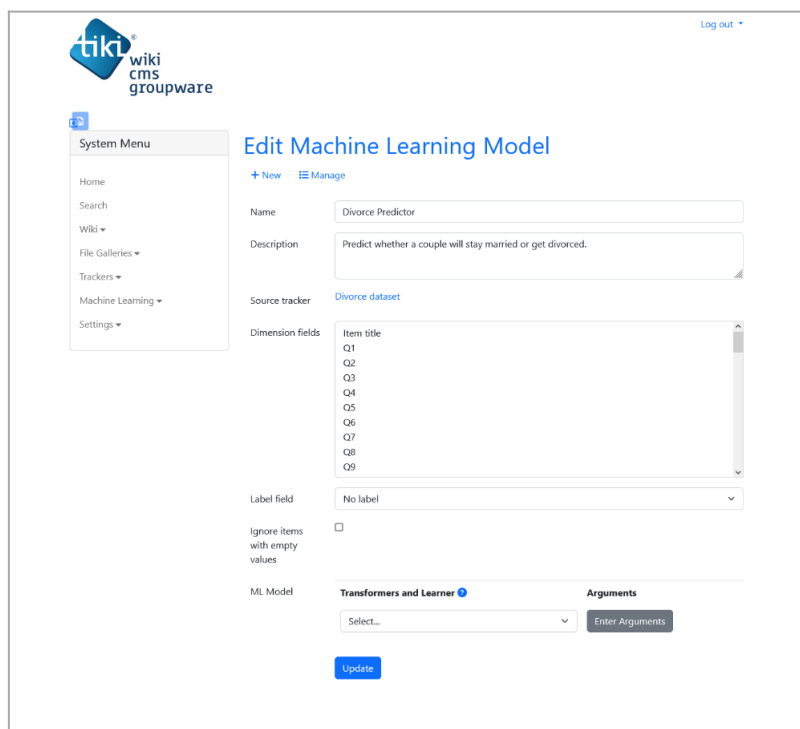 Log out
tiki®
wiki
cms
groupware
System Menu
Home
Search
Wiki
File Galleries
Trackers
Machine Learning
Settings
Edit Machine Learning Model
+ New Manage
Name Divorce Predictor
Description Predict whether a couple will stay married or get divorced.
Source tracker Divorce dataset
Dimension fields Item title
Q1
Q2
Q3
Q4
Q5
Q6
Q7
Q8
Q9
Label field No label
Ignore items
with empty
values
ML Model Transformers and Learner ? Arguments
Select... Enter Arguments
Update